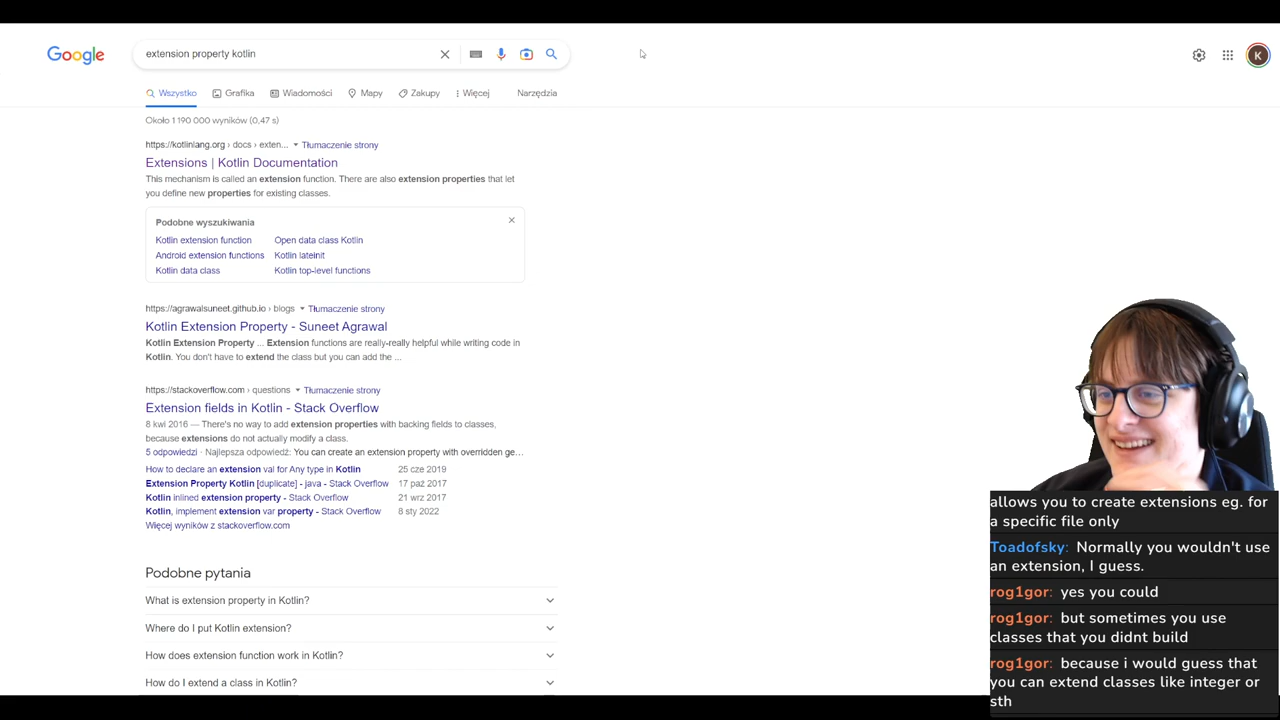 Google
extension property kotlin
K
Wszystko
Grafika
Wiadomości
Mapy
Zakupy
Więcej
Narzędzia
Około 1 190 000 wyników (0,47 s)
https://kotlinlang.org › docs › exten... Tłumaczenie strony
Extensions | Kotlin Documentation
This mechanism is called an extension function. There are also extension properties that let
you define new properties for existing classes.
Podobne wyszukiwania
Kotlin extension function
Open data class Kotlin
Android extension functions
Kotlin lateinit
Kotlin data class
Kotlin top-level functions
https://agrawalsuneet.github.io › blogs Tłumaczenie strony
Kotlin Extension Property - Suneet Agrawal
Kotlin Extension Property ... Extension functions are really-really helpful while writing code in
Kotlin. You don't have to extend the class but you can add the ...
https://stackoverflow.com › questions Tłumaczenie strony
Extension fields in Kotlin - Stack Overflow
8 kwi 2016 — There's no way to add extension properties with backing fields to classes,
because extensions do not actually modify a class.
5 odpowiedzi · Najlepsza odpowiedź: You can create an extension property with overridden ge...
How to declare an extension val for Any type in Kotlin 25 cze 2019
Extension Property Kotlin [duplicate] - java - Stack Overflow 17 paź 2017
Kotlin inlined extension property - Stack Overflow 21 wrz 2017
Kotlin, implement extension var property - Stack Overflow 8 sty 2022
Więcej wyników z stackoverflow.com
Podobne pytania
What is extension property in Kotlin?
Where do I put Kotlin extension?
How does extension function work in Kotlin?
How do I extend a class in Kotlin?
allows you to create extensions eg. for
a specific file only
Toadofsky: Normally you wouldn't use
an extension, I guess.
rog1gor: yes you could
rog1gor: but sometimes you use
classes that you didnt build
rog1gor: because i would guess that
you can extend classes like integer or
sth